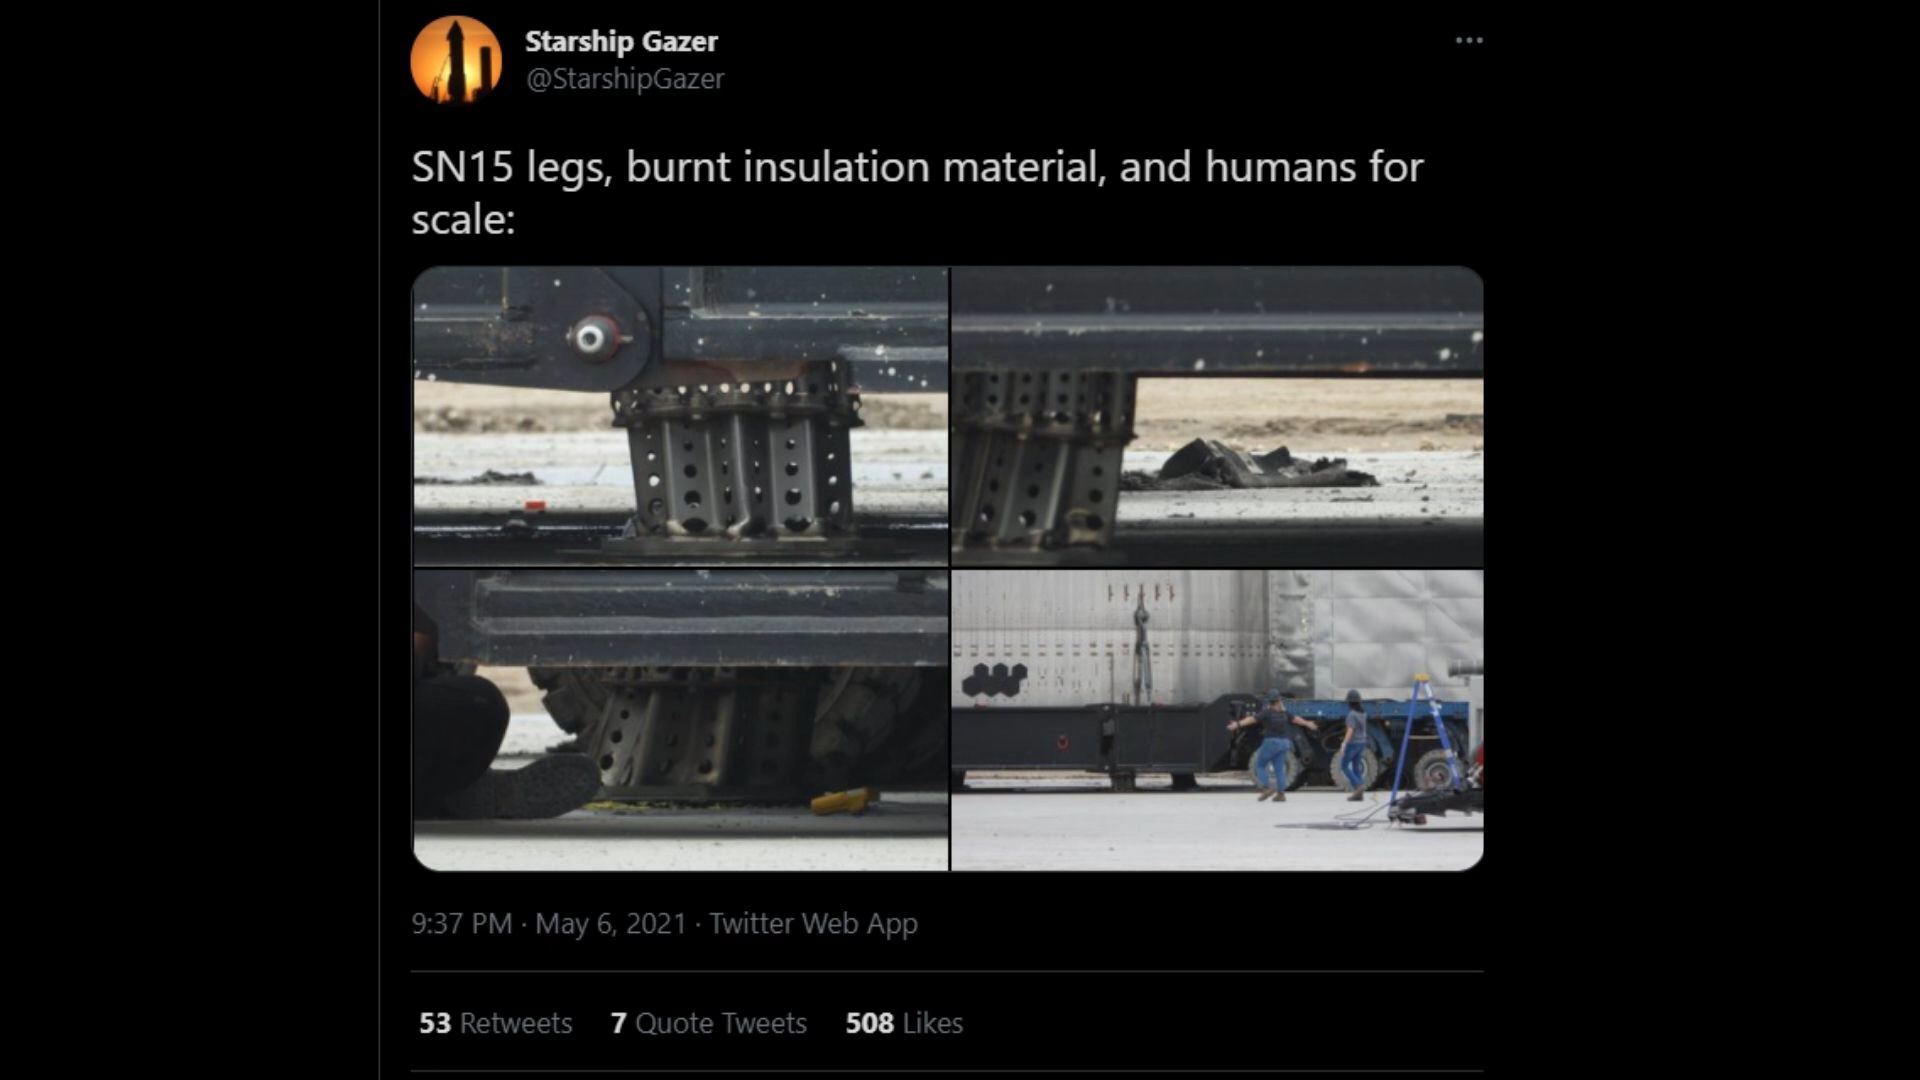 Starship Gazer
@StarshipGazer
SN15 legs, burnt insulation material, and humans for
scale:
9:37 PM · May 6, 2021 · Twitter Web App
53 Retweets 7 Quote Tweets 508 Likes